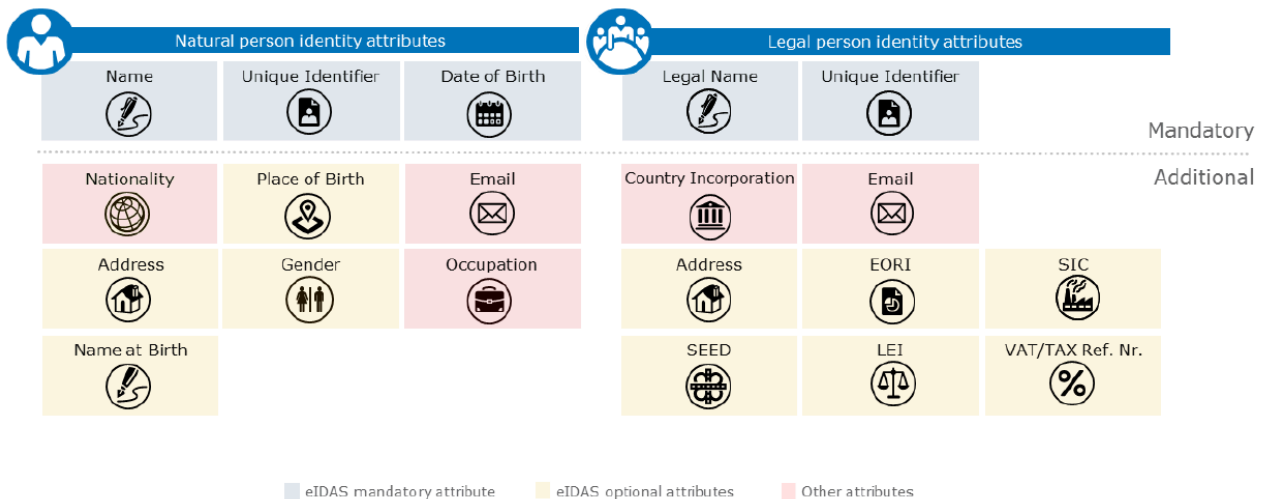 Natural person identity attributes
Legal person identity attributes
Name
Unique Identifier
Date of Birth
Legal Name
Unique Identifier
Mandatory
Additional
Nationality
Place of Birth
Email
Country Incorporation
Email
Address
Gender
Occupation
Address
EORI
SIC
Name at Birth
SEED
LEI
VAT/TAX Ref. Nr.
eIDAS mandatory attribute
eIDAS optional attributes
Other attributes